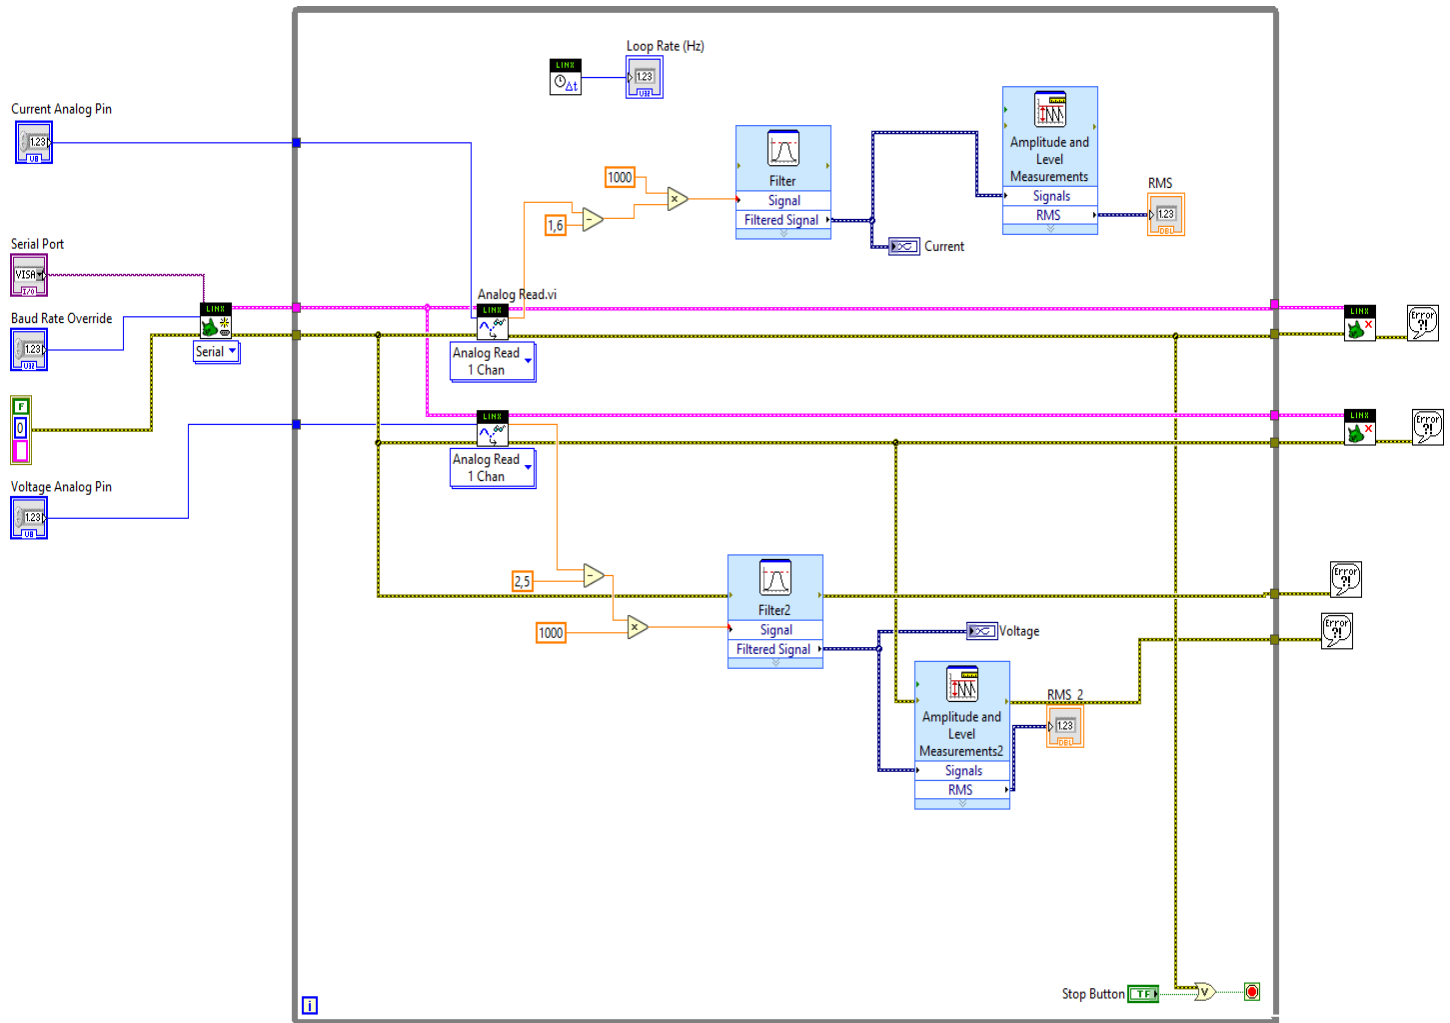 Loop Rate (Hz)
LINX
1.23
U32
Δt
Current Analog Pin
1.23
U8
Amplitude and
Level
Measurements
Signals
RMS
Filter
Signal
Filtered Signal
1000
x
-
1,6
RMS
1.23
DBL
Current
Serial Port
VISA
I/O
LINX
Serial
Baud Rate Override
1.23
U32
Analog Read.vi
LINX
Analog Read
1 Chan
LINX
Error
?!
F
0
LINX
Analog Read
1 Chan
LINX
Error
?!
Voltage Analog Pin
1.23
U8
2,5
-
1000
x
Filter2
Signal
Filtered Signal
Error
?!
Error
?!
Voltage
Amplitude and
Level
Measurements2
Signals
RMS
RMS_2
1.23
DBL
Stop Button
TF
V
i